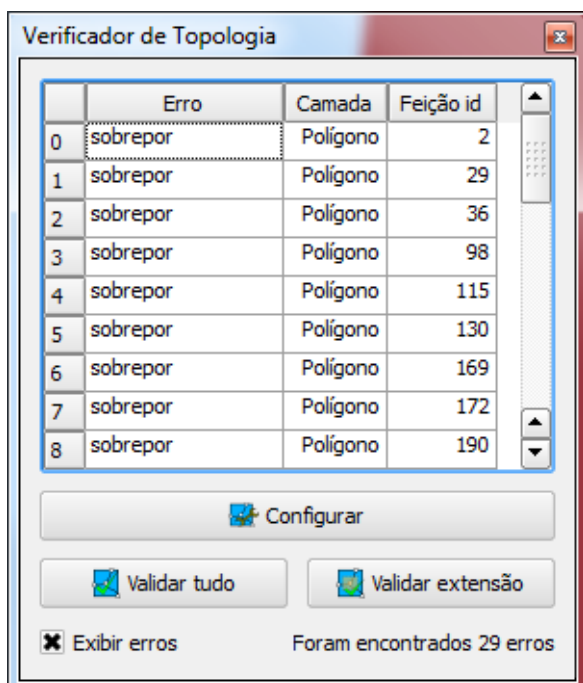 Verificador de Topologia
Erro Camada Feição id
0 sobrepor Polígono 2
1 sobrepor Polígono 29
2 sobrepor Polígono 36
3 sobrepor Polígono 98
4 sobrepor Polígono 115
5 sobrepor Polígono 130
6 sobrepor Polígono 169
7 sobrepor Polígono 172
8 sobrepor Polígono 190
Configurar
Validar tudo Validar extensão
Exibir erros Foram encontrados 29 erros